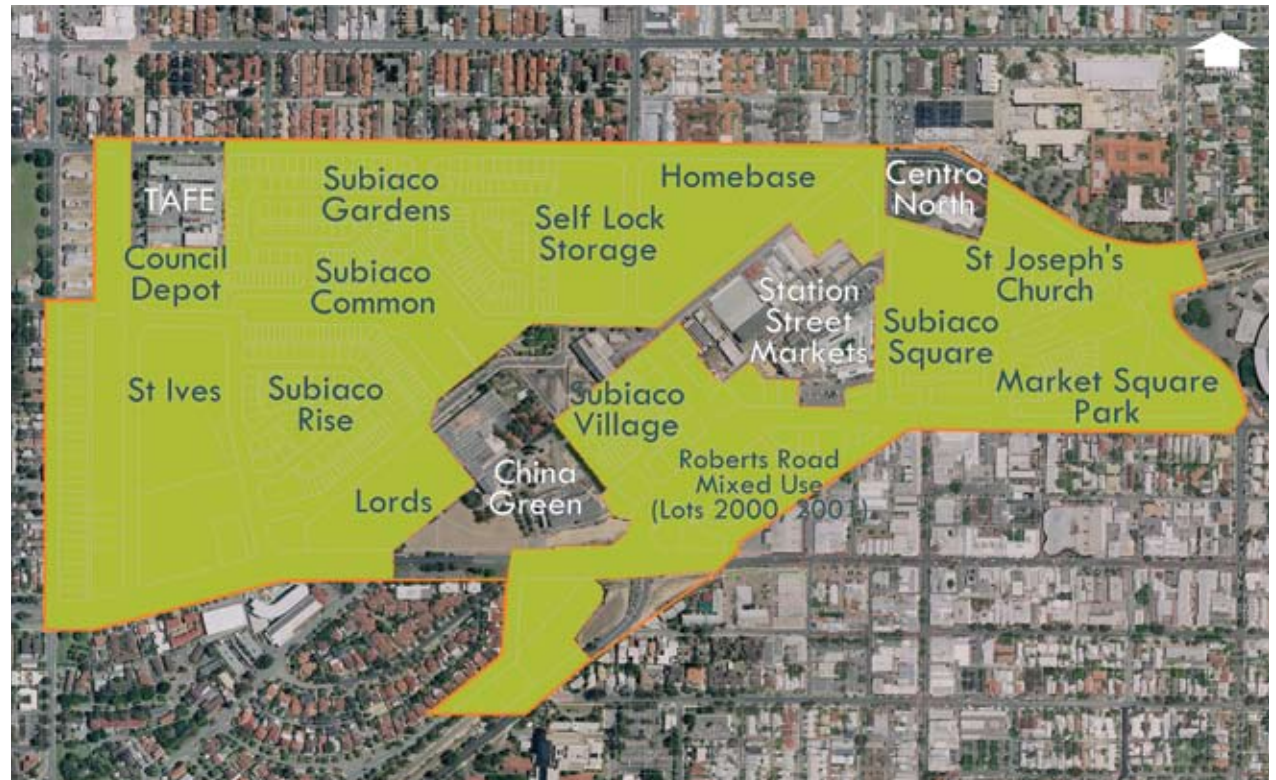 Homebase
Centro
North
TAFE
Subiaco
Gardens
Self Lock
Storage
Council
Depot
Subiaco
Common
St Joseph's
Church
Station
Street
Markets
Subiaco
Square
St Ives
Subiaco
Rise
Subiaco
Village
Market Square
Park
China
Green
Lords
Roberts Road
Mixed Use
(Lots 2000, 2001)